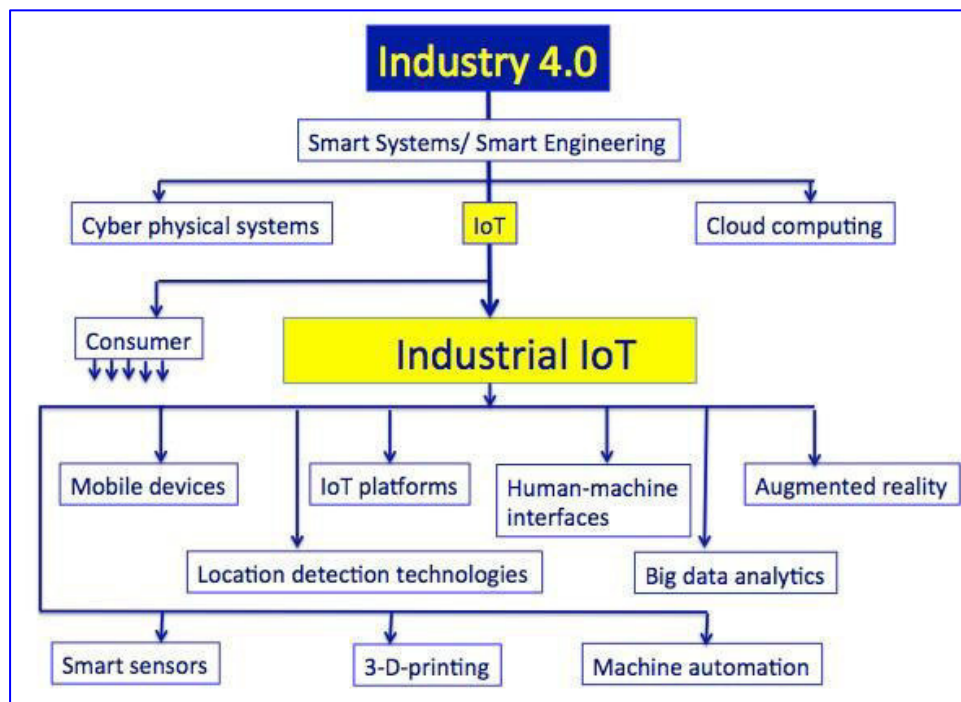 Industry 4.0
Smart Systems/ Smart Engineering
Cyber physical systems
IoT
Cloud computing
Consumer
Industrial IoT
Mobile devices
IoT platforms
Human-machine
interfaces
Augmented reality
Location detection technologies
Big data analytics
Smart sensors
3-D-printing
Machine automation